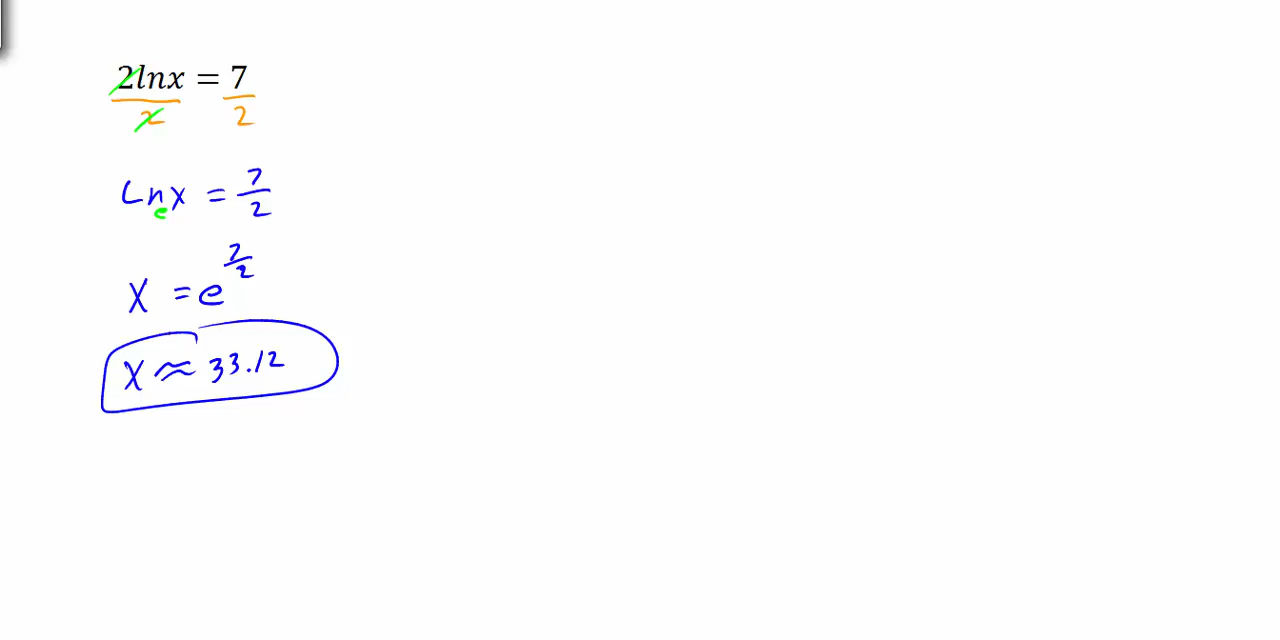 2lnx = 7
2 2
Lnx = 7/2
e
X = e^7/2
X ≈ 33.12